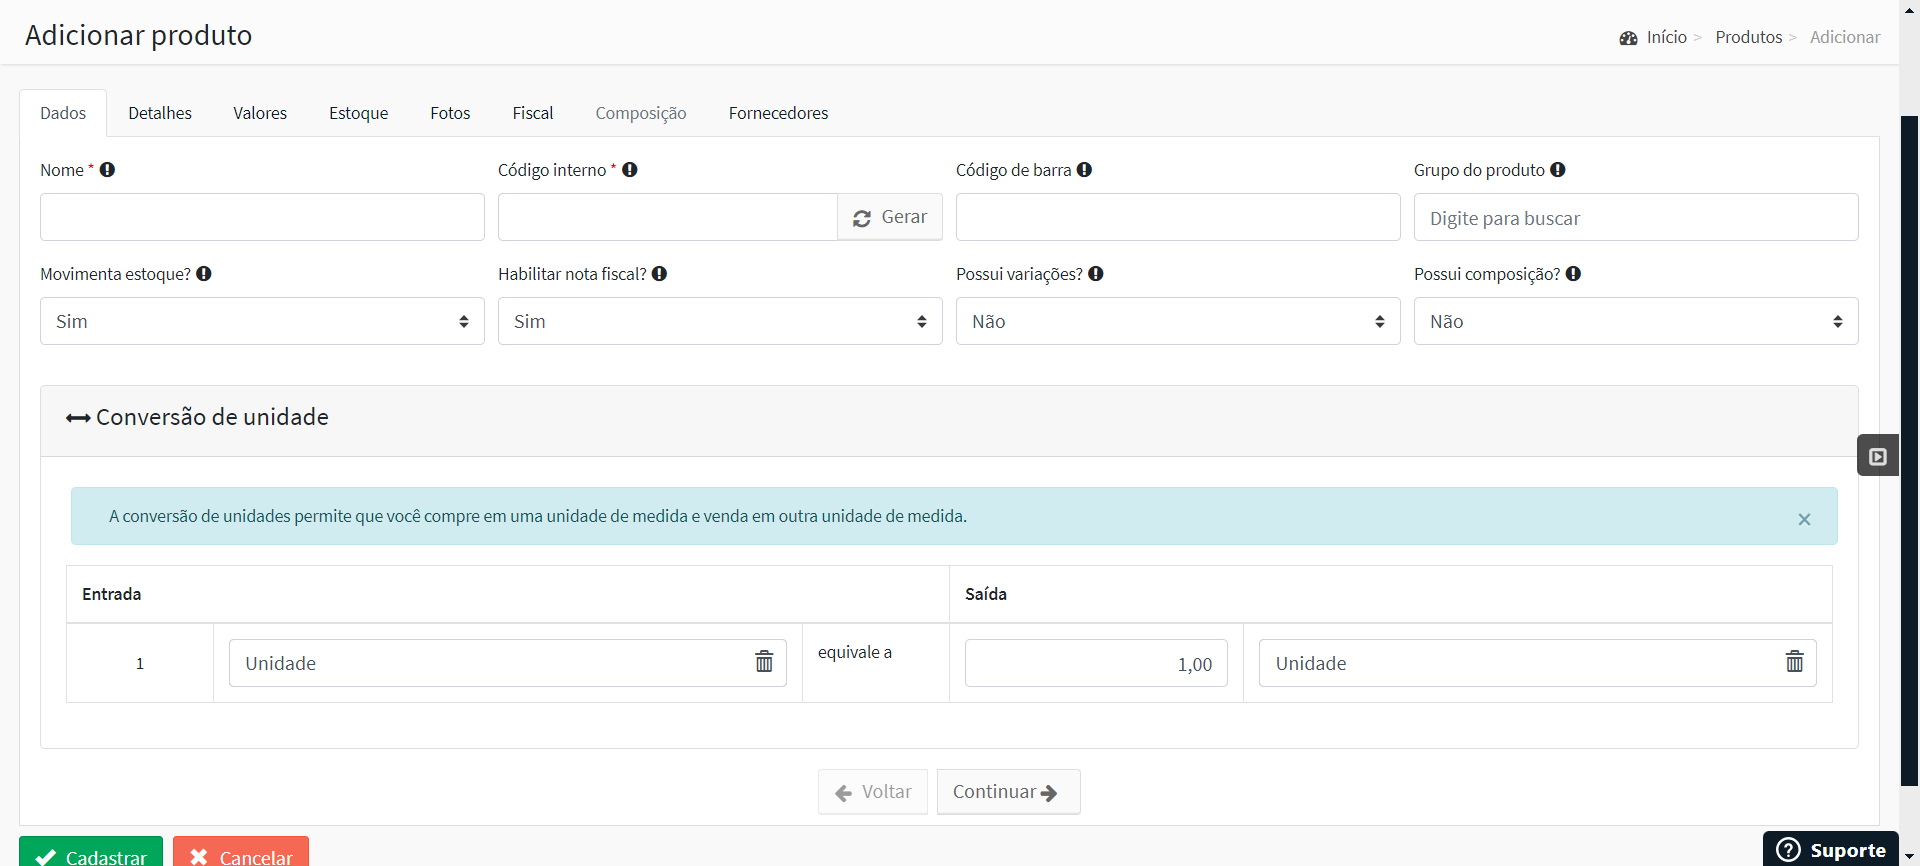 Adicionar produto
Início > Produtos > Adicionar
Dados Detalhes Valores Estoque Fotos Fiscal Composição Fornecedores
Nome * Código interno * Código de barra Grupo do produto
Gerar Digite para buscar
Movimenta estoque? Habilitar nota fiscal? Possui variações? Possui composição?
Sim Sim Não Não
Conversão de unidade
A conversão de unidades permite que você compre em uma unidade de medida e venda em outra unidade de medida. ×
Entrada Saída
1 Unidade equivale a 1,00 Unidade
Voltar Continuar
Cadastrar Cancelar Suporte